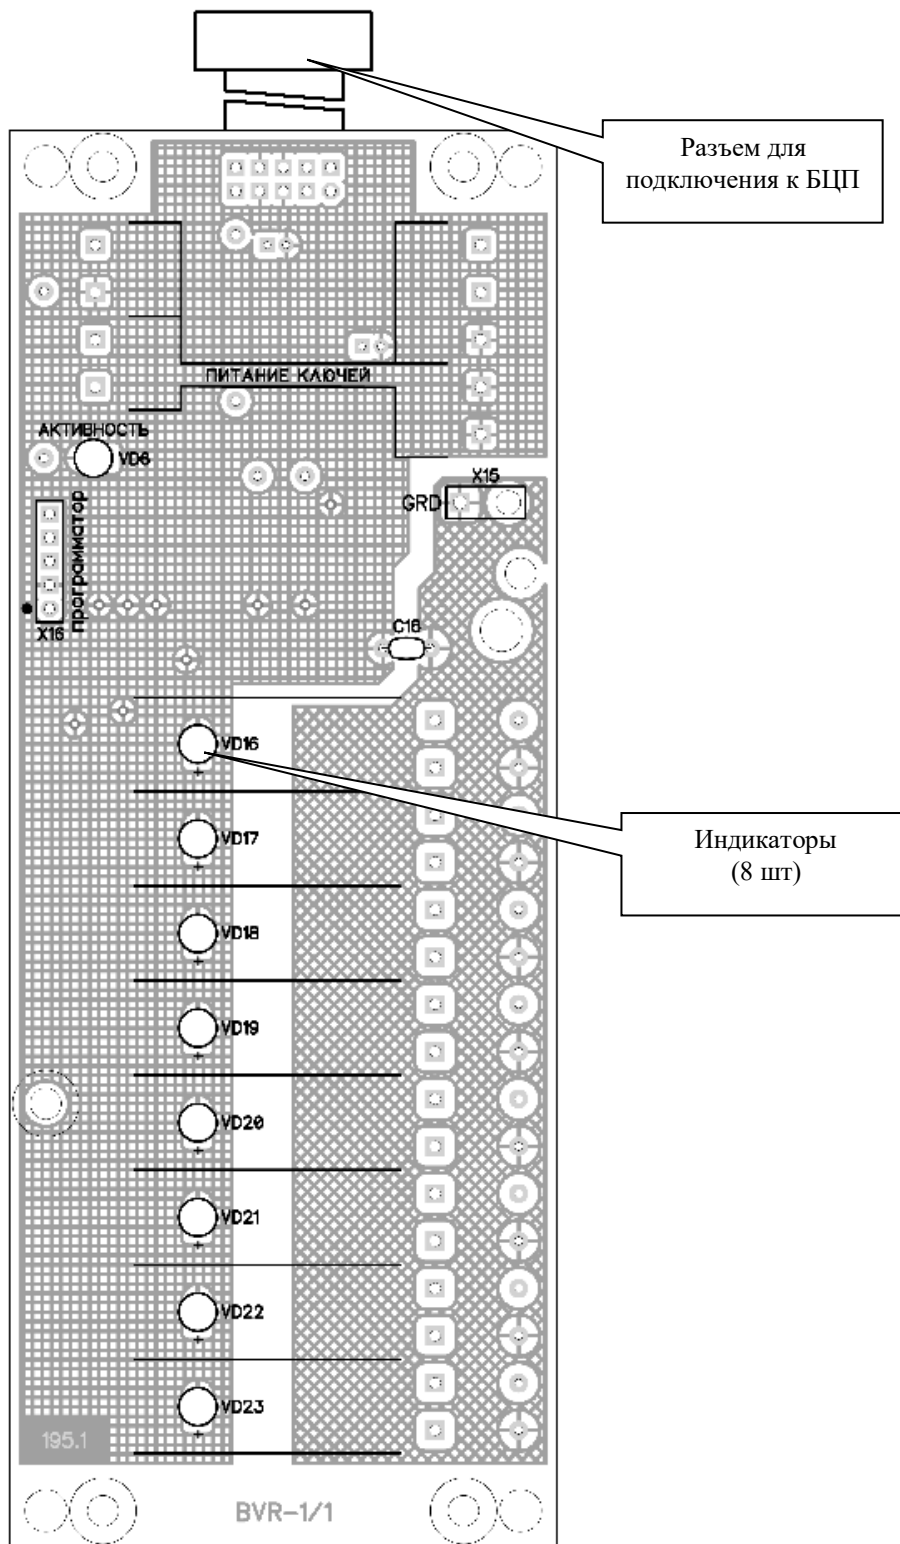 Разъем для
подключения к БЦП
ПИТАНИЕ КЛЮЧЕЙ
АКТИВНОСТЬ
VD6
X15
GRD
программатор
X16
C16
VD16
+
Индикаторы
(8 шт)
VD17
+
VD18
+
VD19
+
VD20
+
VD21
+
VD22
+
VD23
+
195.1
BVR-1/1